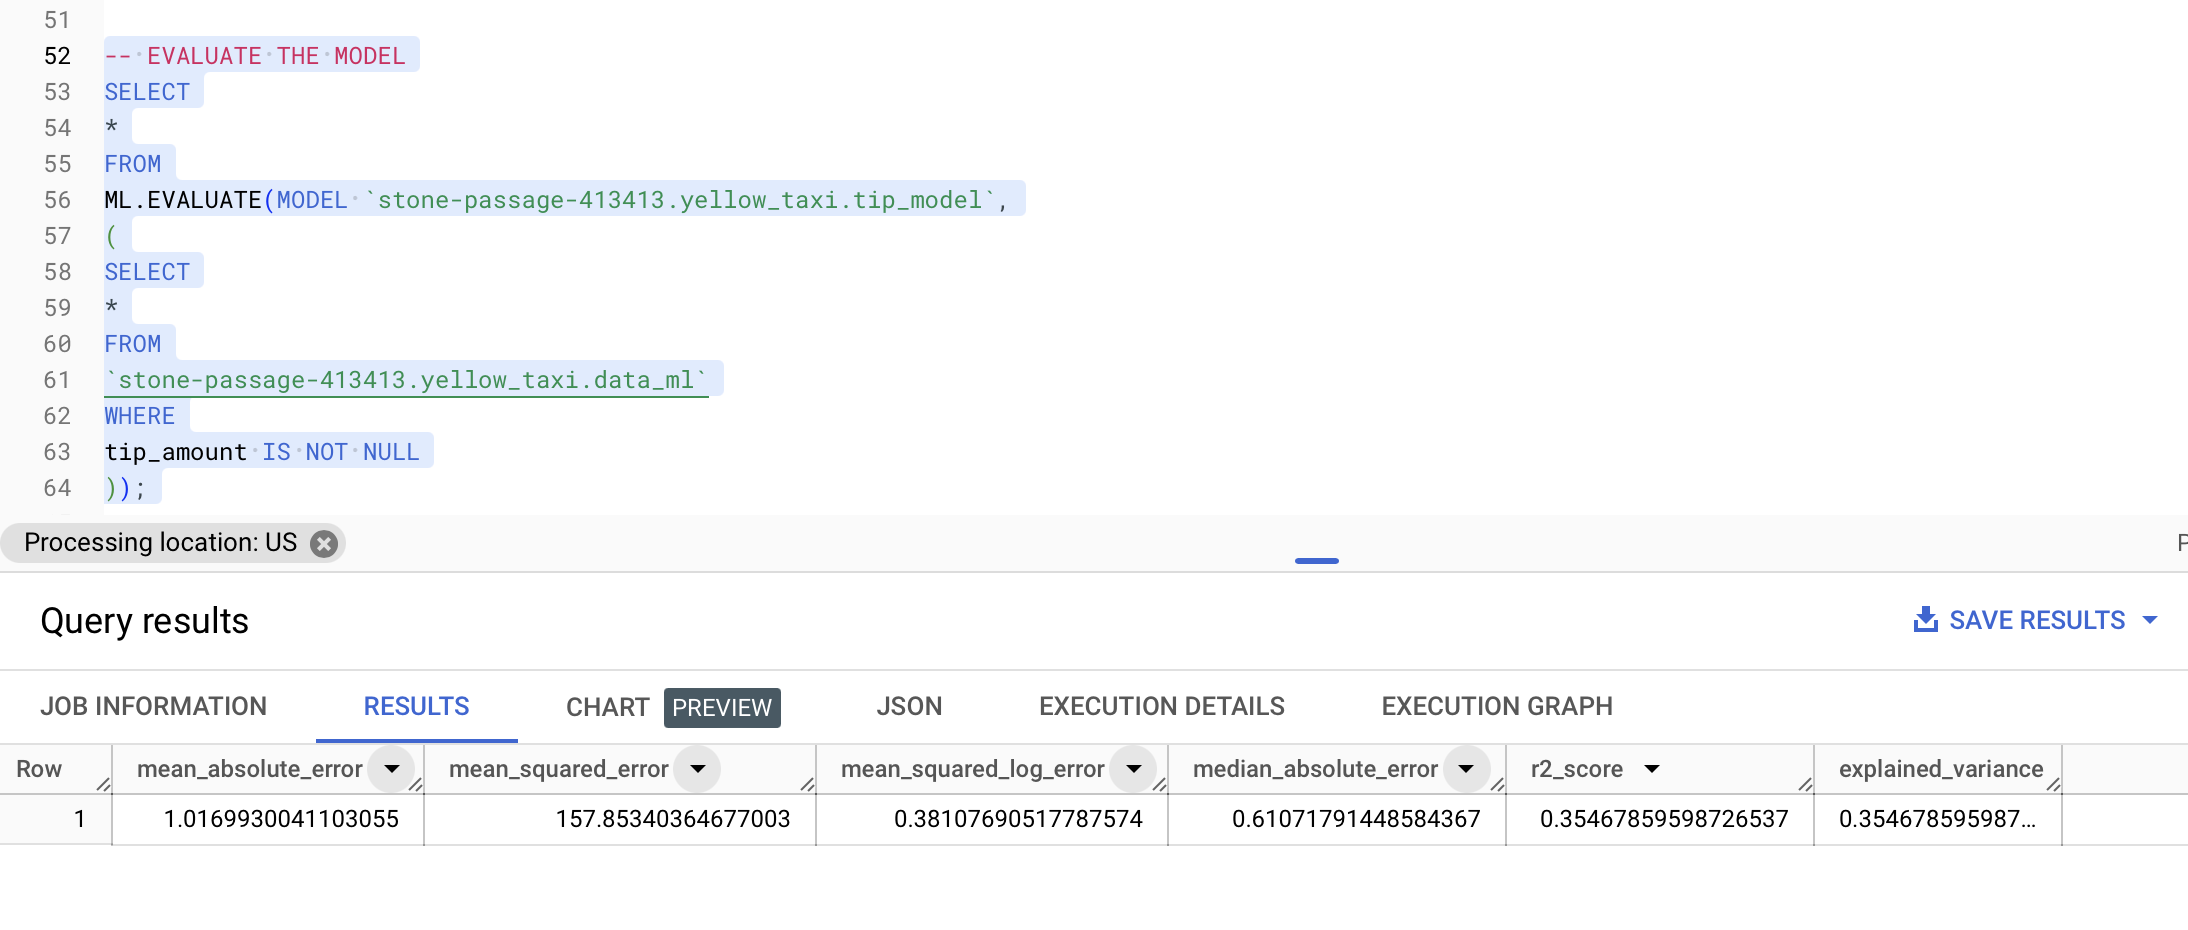 51
52 -- EVALUATE THE MODEL
53 SELECT
54 *
55 FROM
56 ML.EVALUATE(MODEL `stone-passage-413413.yellow_taxi.tip_model`,
57 (
58 SELECT
59 *
60 FROM
61 `stone-passage-413413.yellow_taxi.data_ml`
62 WHERE
63 tip_amount IS NOT NULL
64 ));
Processing location: US P
Query results SAVE RESULTS
JOB INFORMATION RESULTS CHART PREVIEW JSON EXECUTION DETAILS EXECUTION GRAPH
Row mean_absolute_error mean_squared_error mean_squared_log_error median_absolute_error r2_score explained_variance
1 1.0169930041103055 157.85340364677003 0.38107690517787574 0.61071791448584367 0.35467859598726537 0.354678595987...